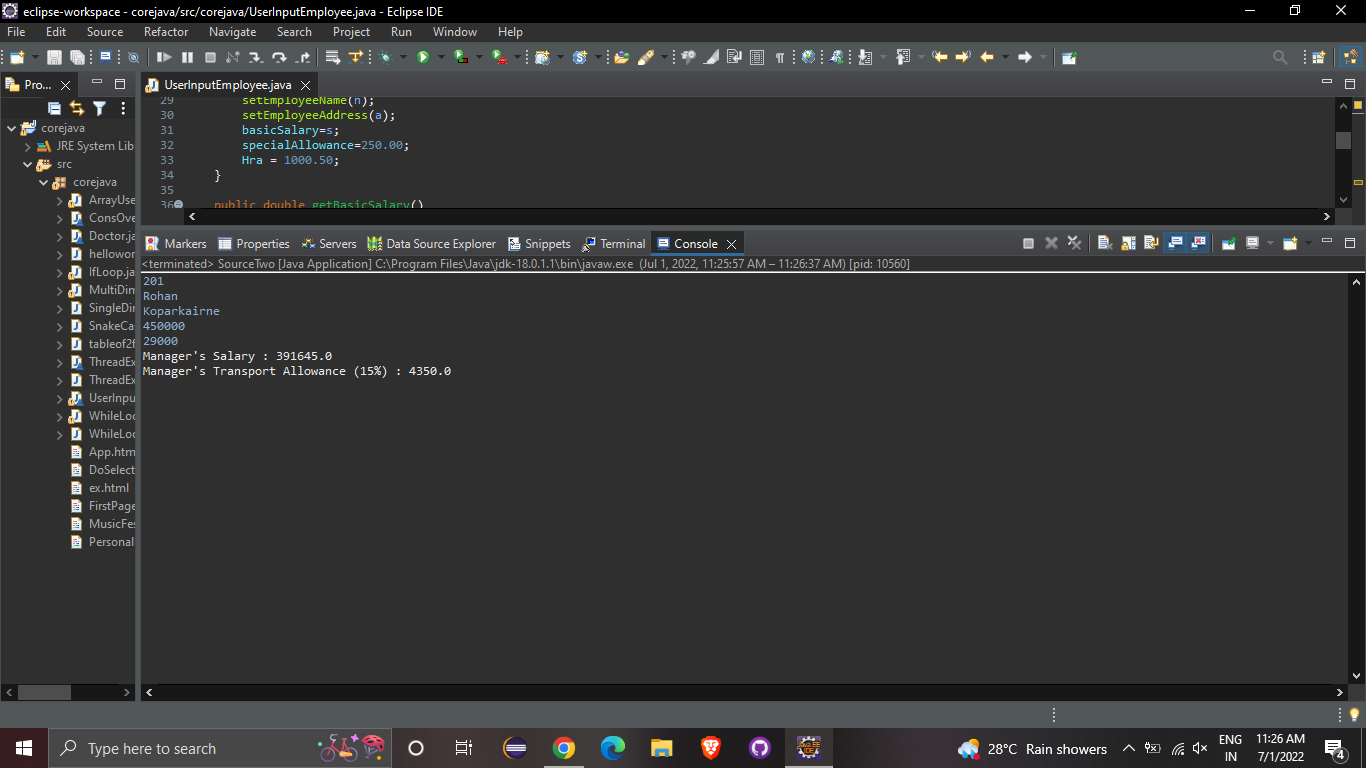 eclipse-workspace - corejava/src/corejava/UserInputEmployee.java - Eclipse IDE
File Edit Source Refactor Navigate Search Project Run Window Help
Pro...
UserInputEmployee.java
corejava
JRE System Lib
src
corejava
ArrayUse
ConsOve
Doctor.ja
hellowor
IfLoop.ja
MultiDin
SingleDir
SnakeCa
tableof2f
ThreadEx
ThreadEx
UserInpu
WhileLoo
WhileLoo
App.htm
DoSelect
ex.html
FirstPage
MusicFes
Personal
29 setEmployeeName(n);
30 setEmployeeAddress(a);
31 basicSalary=s;
32 specialAllowance=250.00;
33 Hra = 1000.50;
34 }
35
36 public double getBasicSalary()
Markers Properties Servers Data Source Explorer Snippets Terminal Console
<terminated> SourceTwo [Java Application] C:\Program Files\Java\jdk-18.0.1.1\bin\javaw.exe (Jul 1, 2022, 11:25:57 AM – 11:26:37 AM) [pid: 10560]
201
Rohan
Koparkairne
450000
29000
Manager's Salary : 391645.0
Manager's Transport Allowance (15%) : 4350.0
Type here to search
28°C Rain showers
ENG
IN
11:26 AM
7/1/2022
4